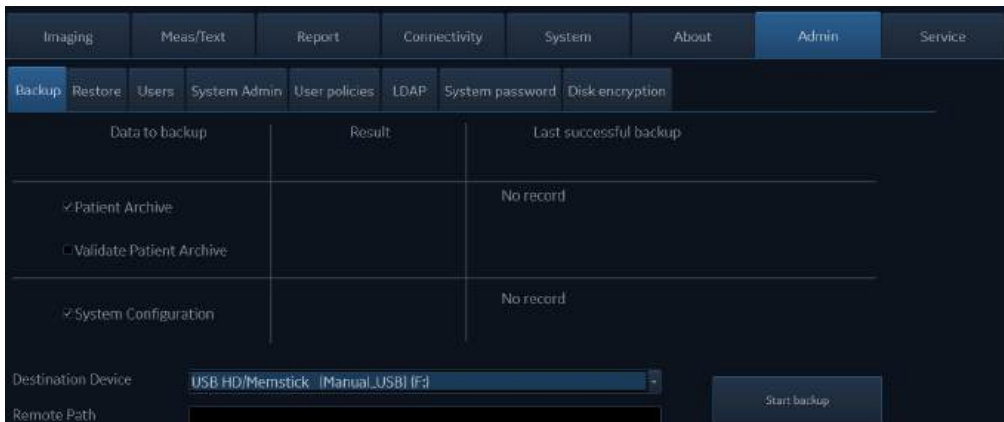 Imaging Meas/Text Report Connectivity System About Admin Service
Backup Restore Users System Admin User policies LDAP System password Disk encryption
Data to backup Result Last successful backup
Patient Archive No record
Validate Patient Archive
System Configuration No record
Destination Device USB HD/Memstick (Manual_USB) (F:)
Remote Path Start backup